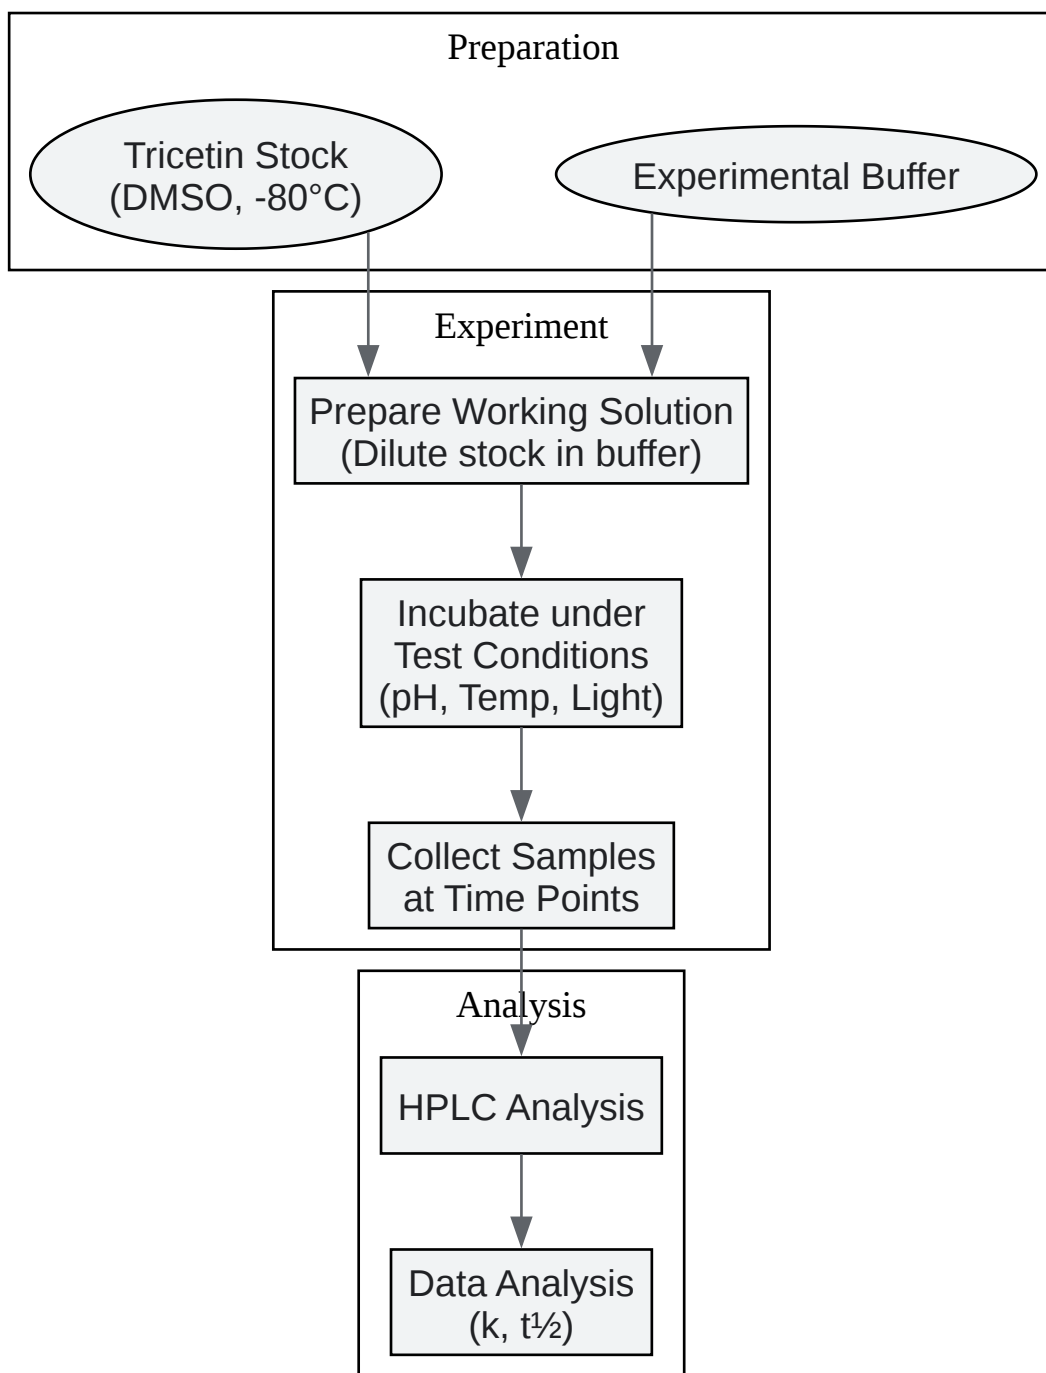 Preparation
Tricetin Stock
(DMSO, -80°C)
Experimental Buffer
Experiment
Prepare Working Solution
(Dilute stock in buffer)
Incubate under
Test Conditions
(pH, Temp, Light)
Collect Samples
at Time Points
Analysis
HPLC Analysis
Data Analysis
(k, t½)